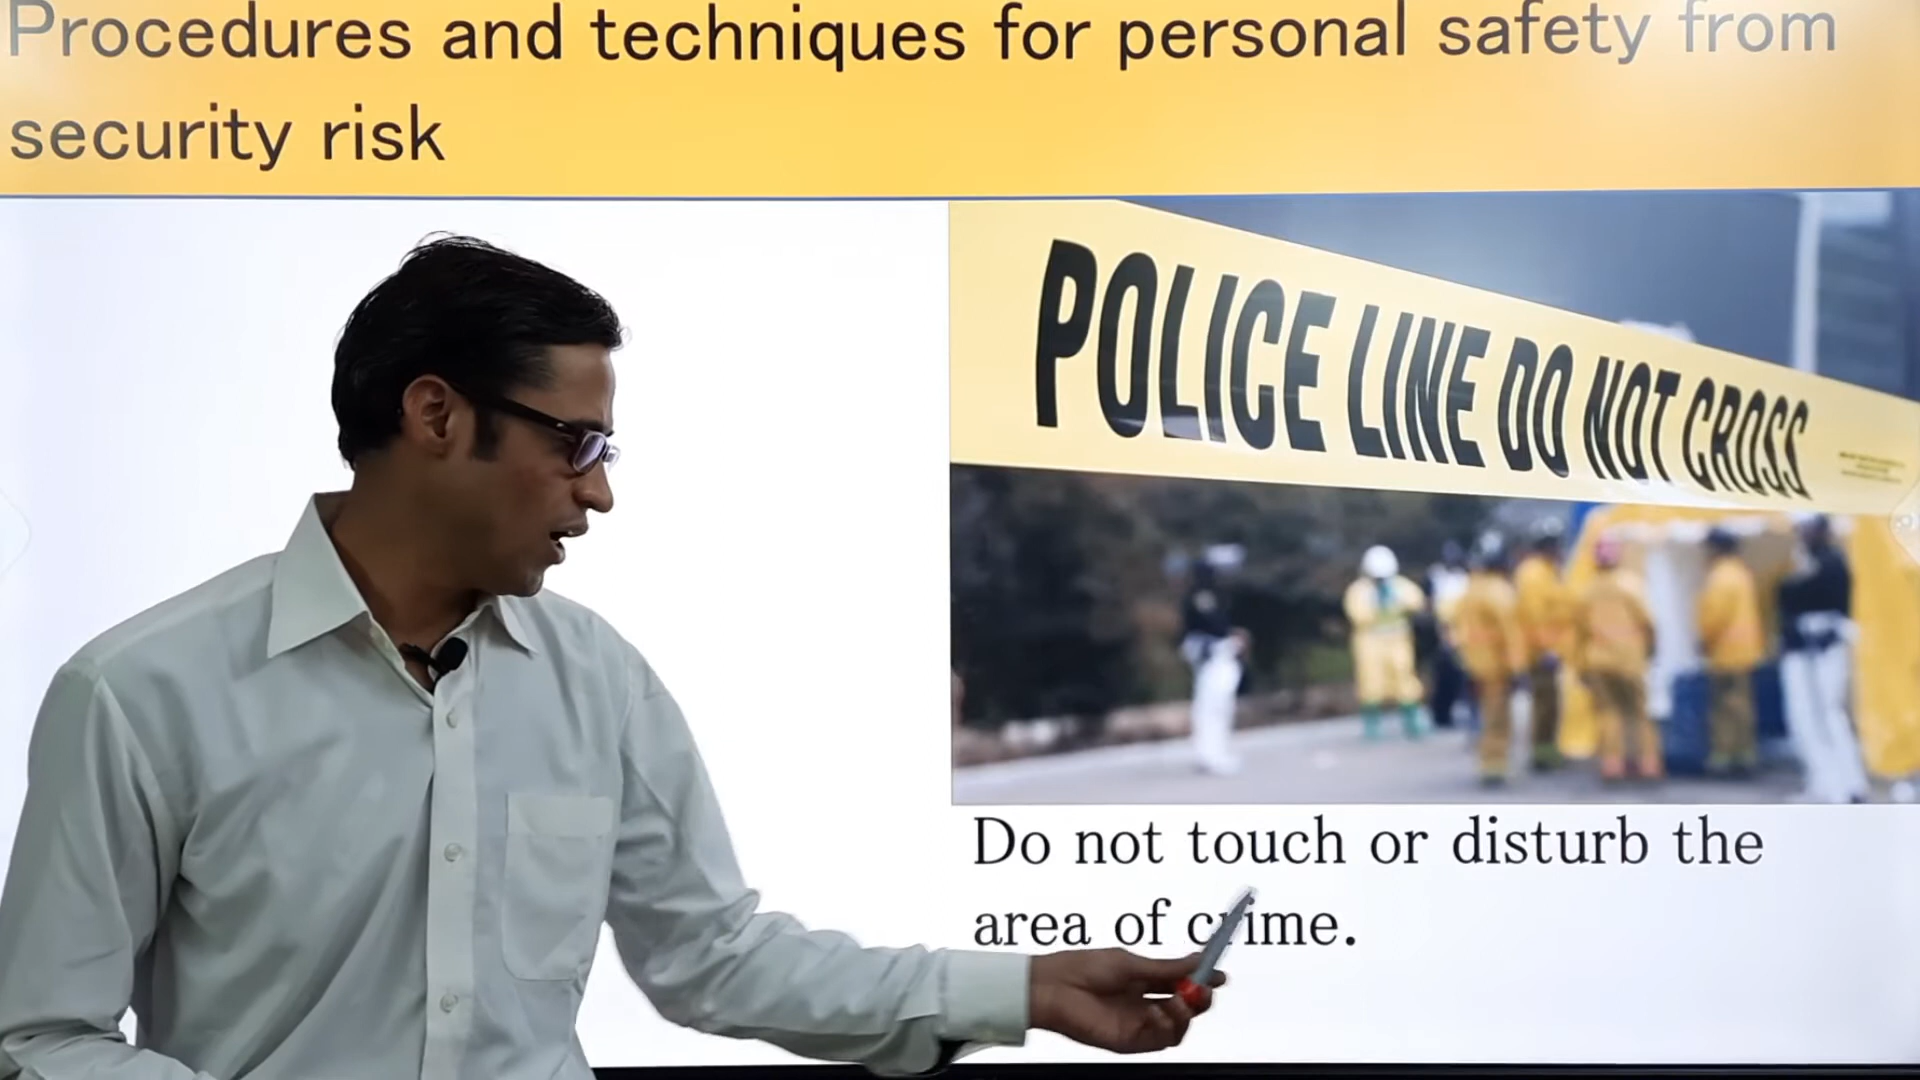 Procedures and techniques for personal safety from
security risk
POLICE LINE DO NOT CROSS
Do not touch or disturb the
area of crime.